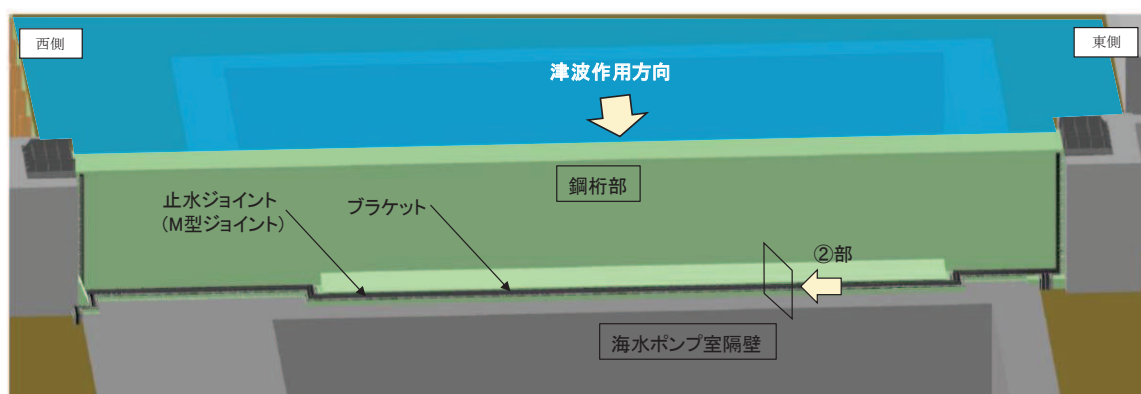 西側
東側
津波作用方向
鋼桁部
止水ジョイント
(M型ジョイント)
ブラケット
②部
海水ポンプ室隔壁